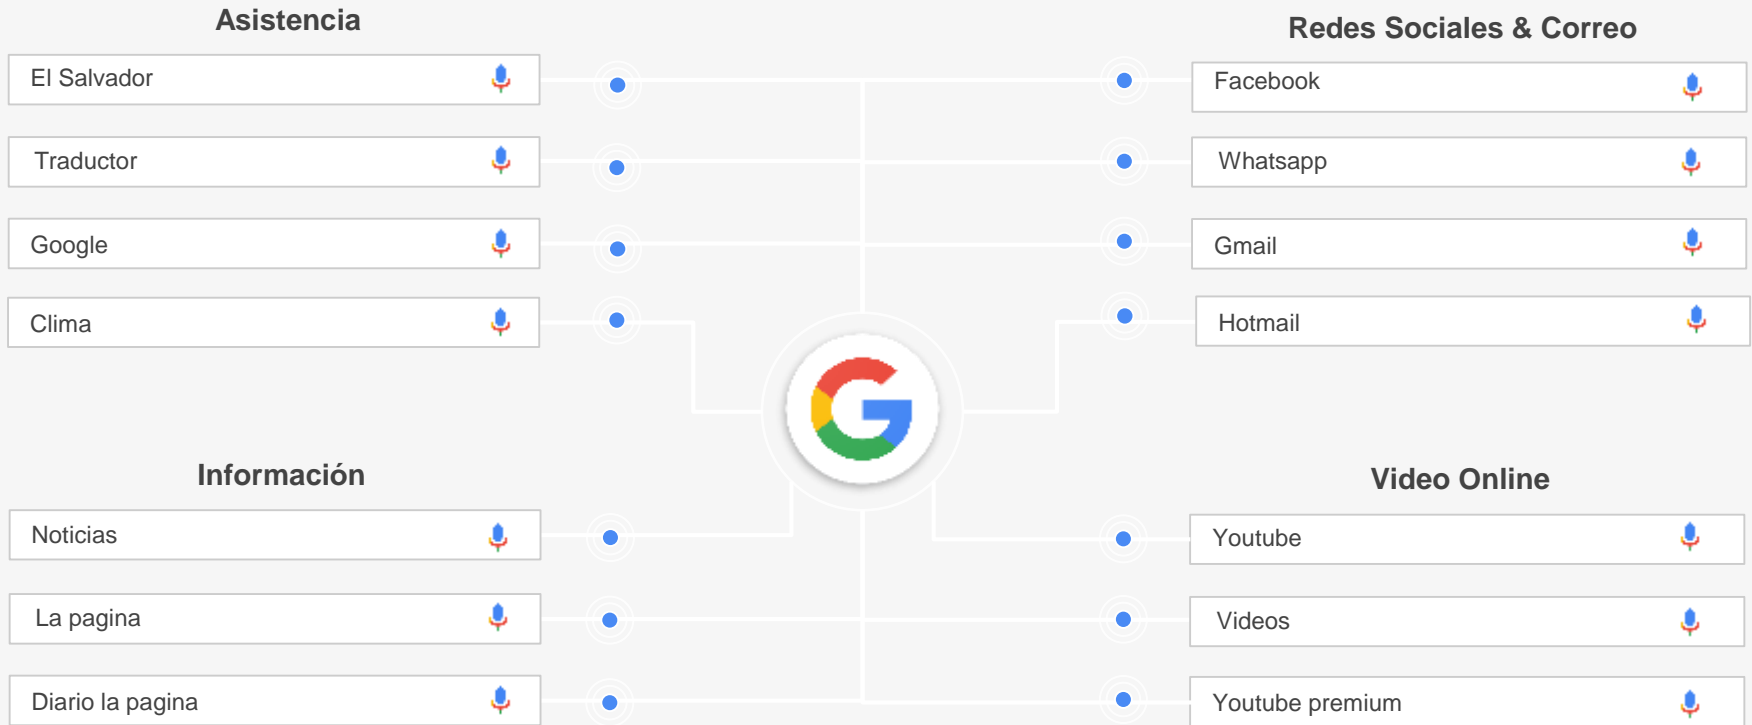 Asistencia
El Salvador
Traductor
Google
Clima
Redes Sociales & Correo
Facebook
Whatsapp
Gmail
Hotmail
Información
Noticias
La pagina
Diario la pagina
Video Online
Youtube
Videos
Youtube premium